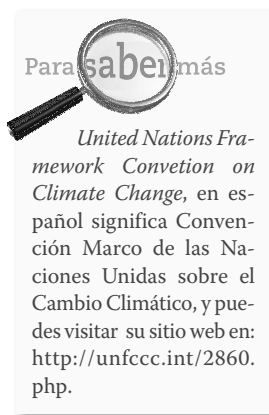 Para saber más
United Nations Fra-
mework Convetion on
Climate Change, en es-
pañol significa Conven-
ción Marco de las Na-
ciones Unidas sobre el
Cambio Climático, y pue-
des visitar su sitio web en:
http://unfccc.int/2860.
php.